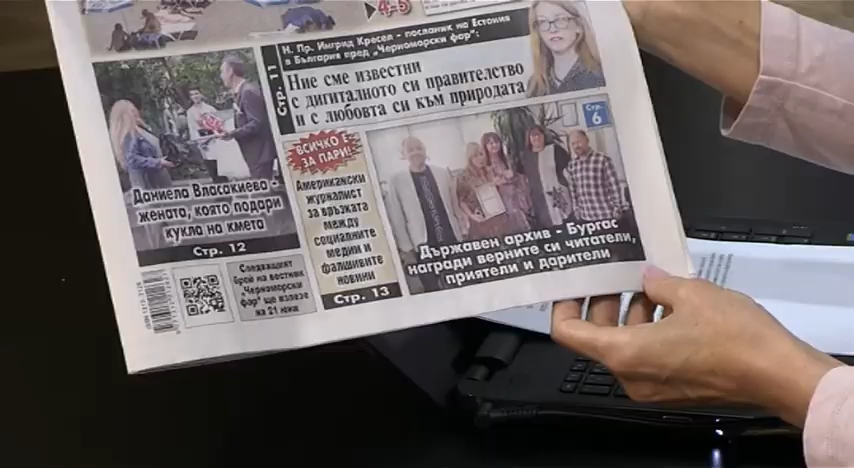 4-5
Стр. 11
Н. Пр. Ингрид Кресел - посланик на Естония
в България пред „Черноморски фар“:
Ние сме известни
с дигиталното си правителство
и с любовта си към природата
Стр.
6
ВСИЧКО Е
ЗА ПАРИ!
Американски
журналист
за връзката
между
социалните
медии и
фалшивите
новини
Стр. 13
Даниела Власакиева -
жената, която подари
кукла на кмета
Стр. 12
Държавен архив - Бургас
награди верните си читатели,
приятели и дарители
Следващият
брой на вестник
„Черноморски
фар“ ще излезе
на 21 юни